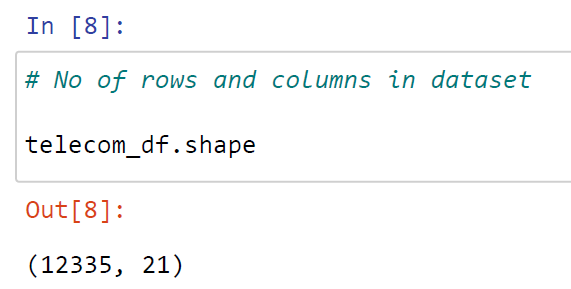 In [8]:
# No of rows and columns in dataset
telecom_df.shape
Out[8]:
(12335, 21)